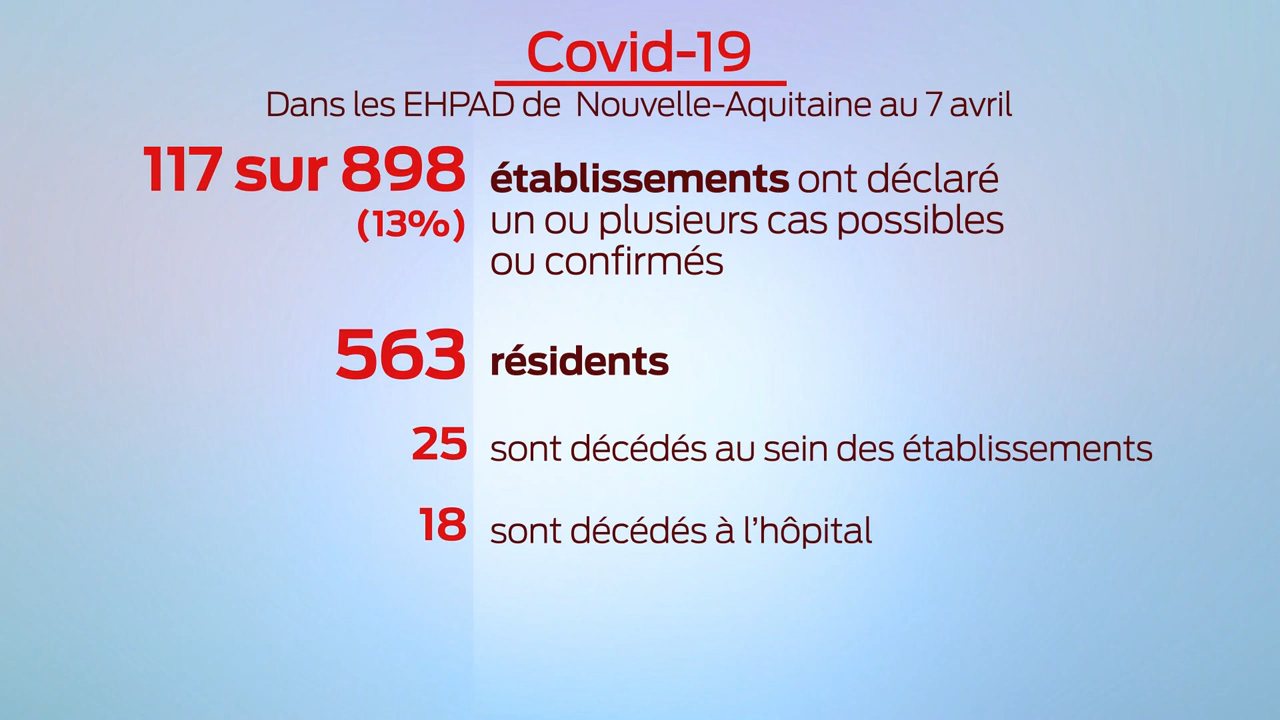 Covid-19
Dans les EHPAD de Nouvelle-Aquitaine au 7 avril
117 sur 898 établissements ont déclaré
(13%) un ou plusieurs cas possibles
ou confirmés
563 résidents
25 sont décédés au sein des établissements
18 sont décédés à l'hôpital